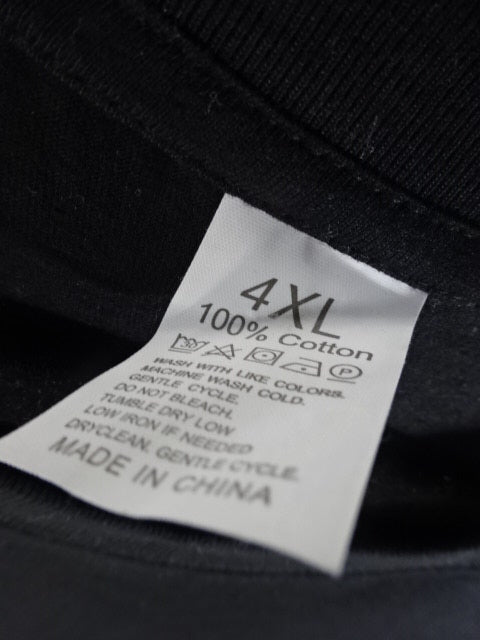 4XL
100% Cotton
30 P
WASH WITH LIKE COLORS.
MACHINE WASH COLD.
GENTLE CYCLE.
DO NOT BLEACH.
TUMBLE DRY LOW
LOW IRON IF NEEDED
DRYCLEAN, GENTLE CYCLE.
MADE IN CHINA